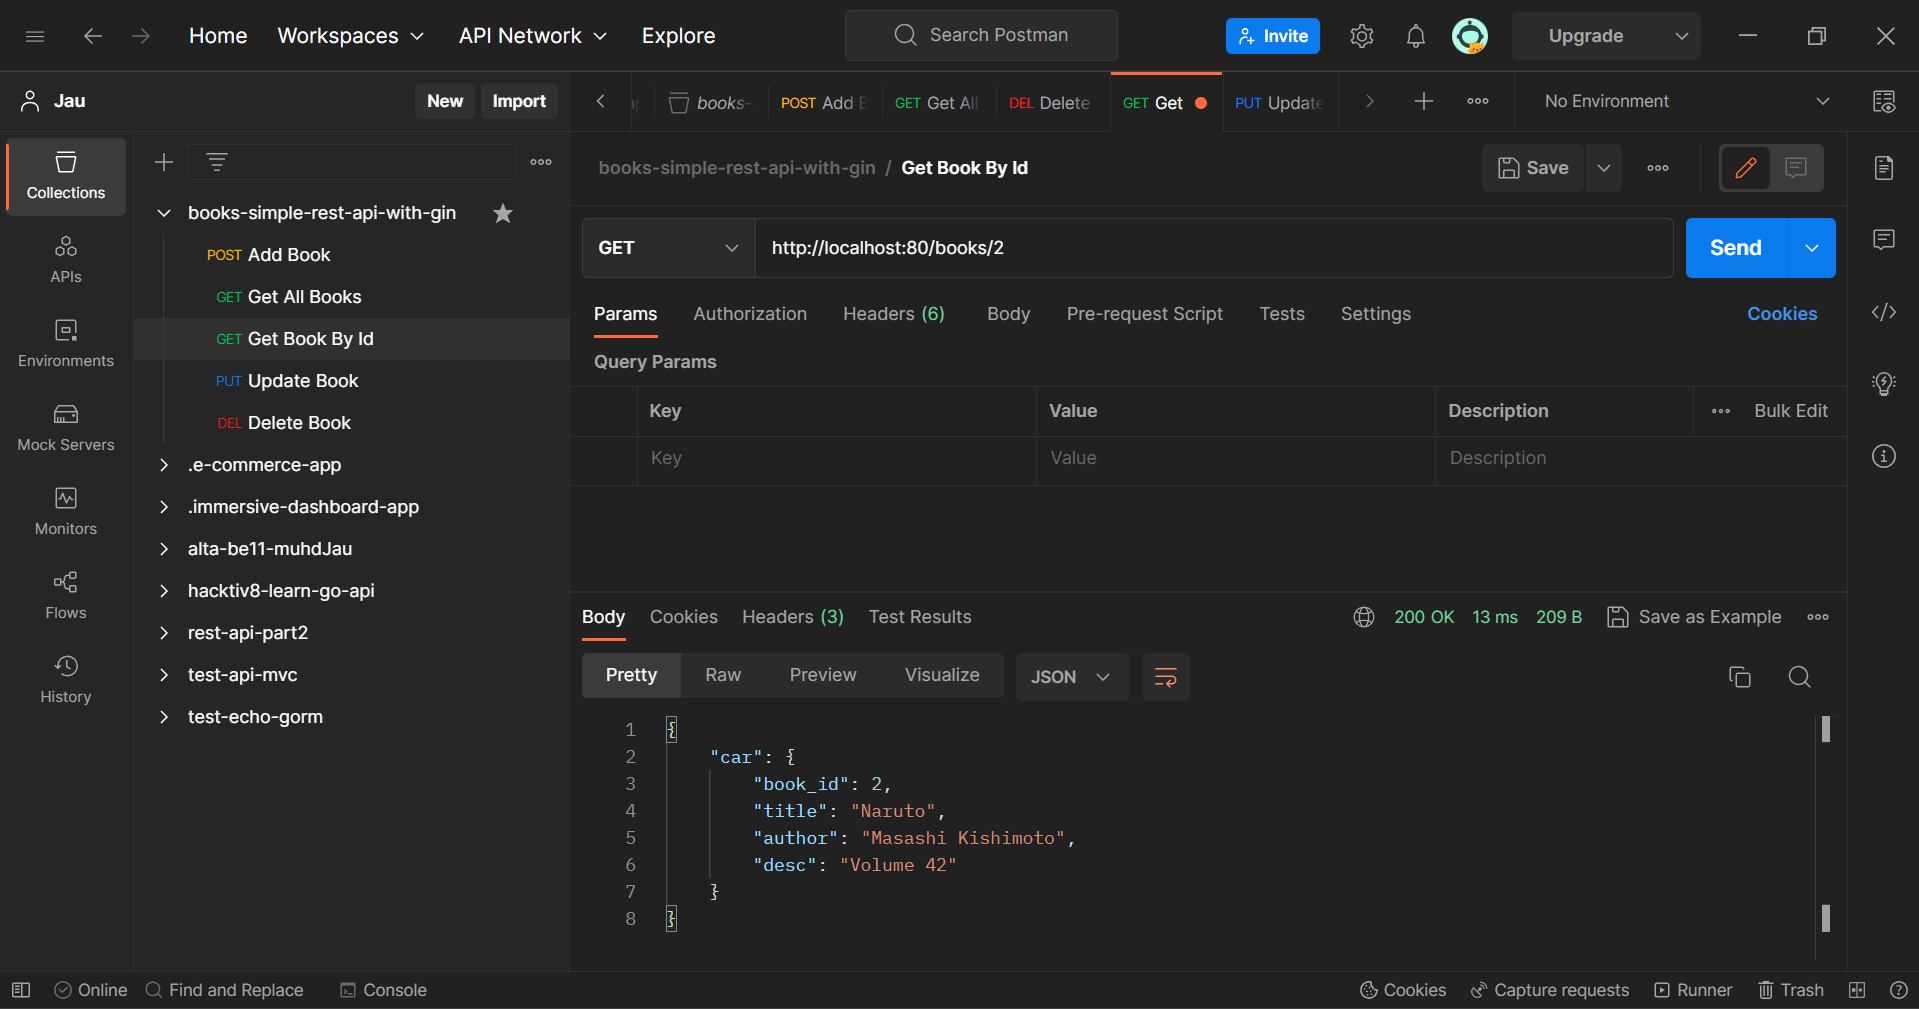 Home Workspaces API Network Explore Search Postman Invite Upgrade
Jau New Import
books- POST Add B GET Get All DEL Delete GET Get PUT Update No Environment
Collections
APIs
Environments
Mock Servers
Monitors
Flows
History
books-simple-rest-api-with-gin
POST Add Book
GET Get All Books
GET Get Book By Id
PUT Update Book
DEL Delete Book
.e-commerce-app
.immersive-dashboard-app
alta-be11-muhdJau
hacktiv8-learn-go-api
rest-api-part2
test-api-mvc
test-echo-gorm
books-simple-rest-api-with-gin / Get Book By Id Save
GET http://localhost:80/books/2 Send
Params Authorization Headers (6) Body Pre-request Script Tests Settings Cookies
Query Params
Key Value Description Bulk Edit
Key Value Description
Body Cookies Headers (3) Test Results 200 OK 13 ms 209 B Save as Example
Pretty Raw Preview Visualize JSON
1 {
2 "car": {
3 "book_id": 2,
4 "title": "Naruto",
5 "author": "Masashi Kishimoto",
6 "desc": "Volume 42"
7 }
8 }
Online Find and Replace Console Cookies Capture requests Runner Trash